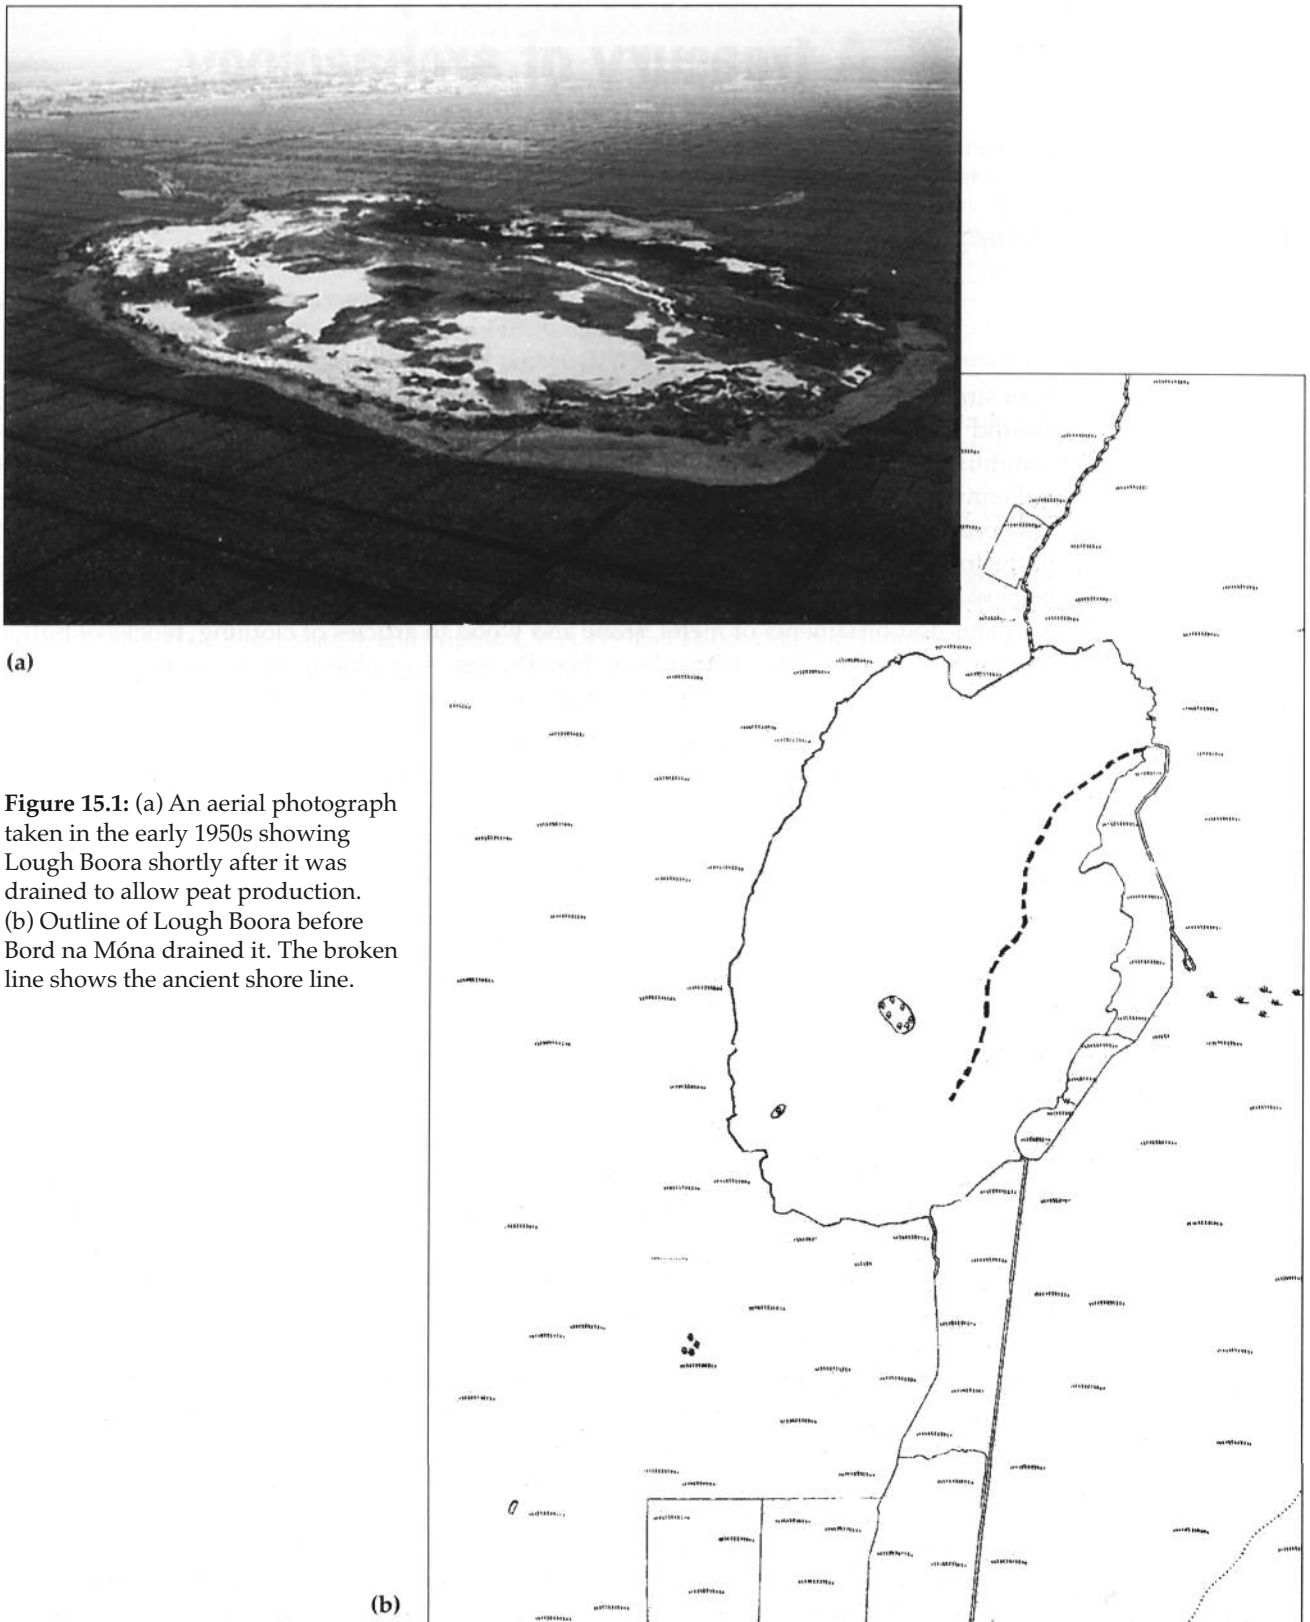 (a)
Figure 15.1: (a) An aerial photograph
taken in the early 1950s showing
Lough Boora shortly after it was
drained to allow peat production.
(b) Outline of Lough Boora before
Bord na Móna drained it. The broken
line shows the ancient shore line.
(b)